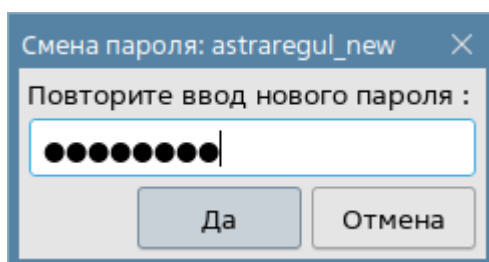 Смена пароля: astraregul_new
Повторите ввод нового пароля :
●●●●●●●●
Да
Отмена